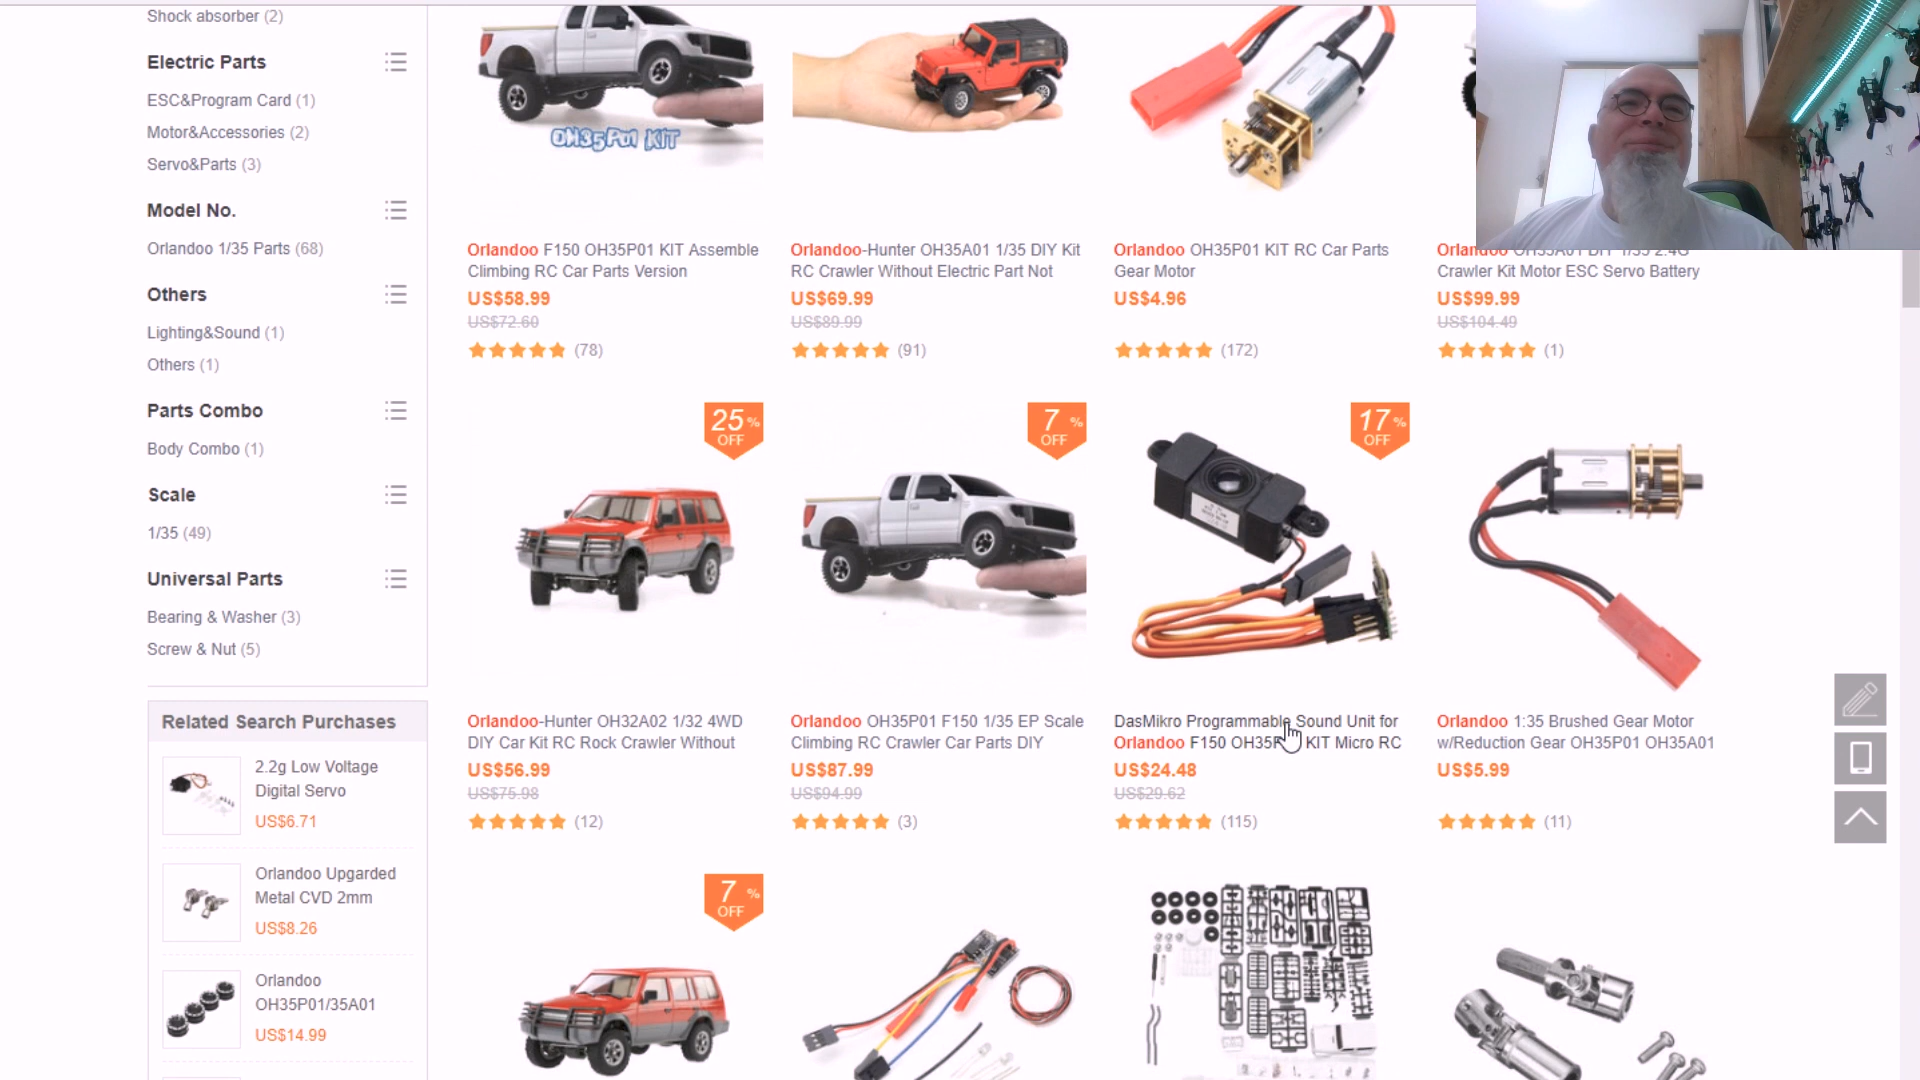 Shock absorber (2)
Electric Parts
ESC&Program Card (1)
Motor&Accessories (2)
Servo&Parts (3)
Model No.
Orlandoo 1/35 Parts (68)
Others
Lighting&Sound (1)
Others (1)
Parts Combo
Body Combo (1)
Scale
1/35 (49)
Universal Parts
Bearing & Washer (3)
Screw & Nut (5)
Related Search Purchases
2.2g Low Voltage
Digital Servo
US$6.71
Orlandoo Upgarded
Metal CVD 2mm
US$8.26
Orlandoo
OH35P01/35A01
US$14.99
OH35P01 KIT
Orlandoo F150 OH35P01 KIT Assemble
Climbing RC Car Parts Version
US$58.99
US$72.60
(78)
Orlandoo-Hunter OH35A01 1/35 DIY Kit
RC Crawler Without Electric Part Not
US$69.99
US$89.99
(91)
Orlandoo OH35P01 KIT RC Car Parts
Gear Motor
US$4.96
(172)
Orlandoo OH35A01 DIY 1/35 2.4G
Crawler Kit Motor ESC Servo Battery
US$99.99
US$104.49
(1)
25% OFF
Orlandoo-Hunter OH32A02 1/32 4WD
DIY Car Kit RC Rock Crawler Without
US$56.99
US$75.98
(12)
7% OFF
Orlandoo OH35P01 F150 1/35 EP Scale
Climbing RC Crawler Car Parts DIY
US$87.99
US$94.99
(3)
17% OFF
DasMikro Programmable Sound Unit for
Orlandoo F150 KIT Micro RC
US$24.48
US$29.62
(115)
Orlandoo 1:35 Brushed Gear Motor
w/Reduction Gear OH35P01 OH35A01
US$5.99
(11)
7% OFF